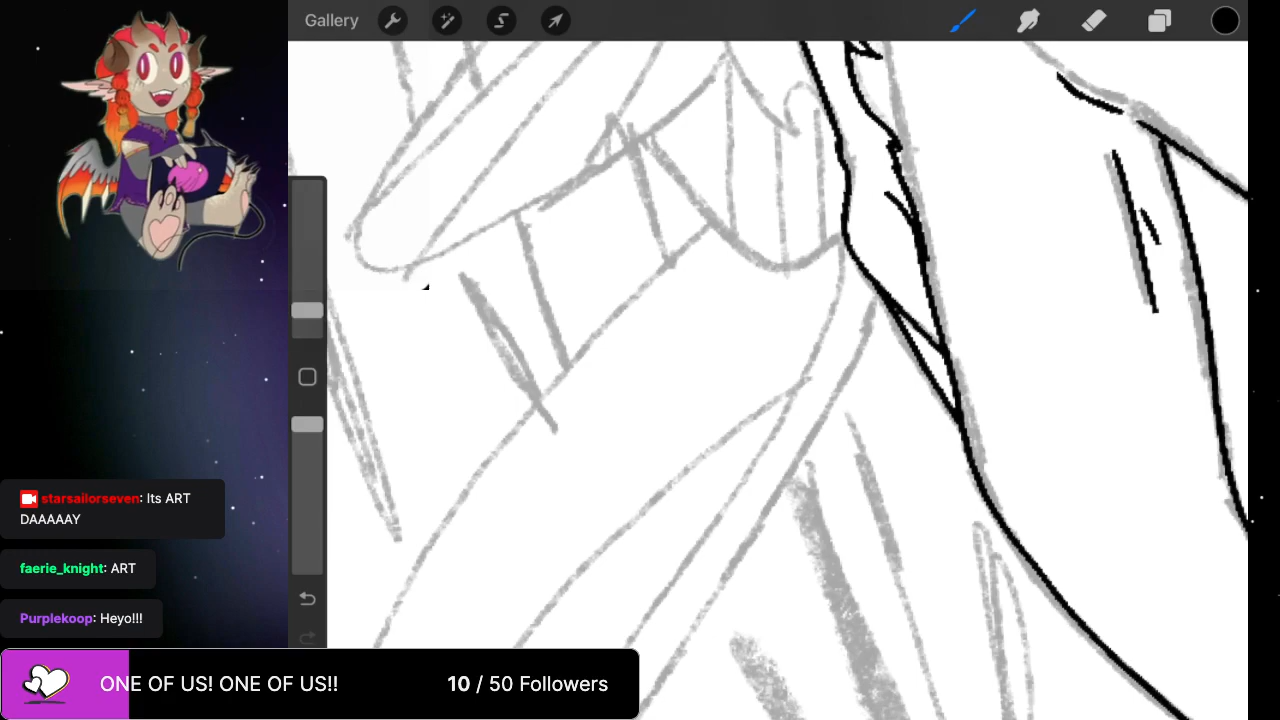 Gallery
starsailorseven: Its ART
DAAAAAY
faerie_knight: ART
Purplekoop: Heyo!!!
ONE OF US! ONE OF US!!
10 / 50 Followers